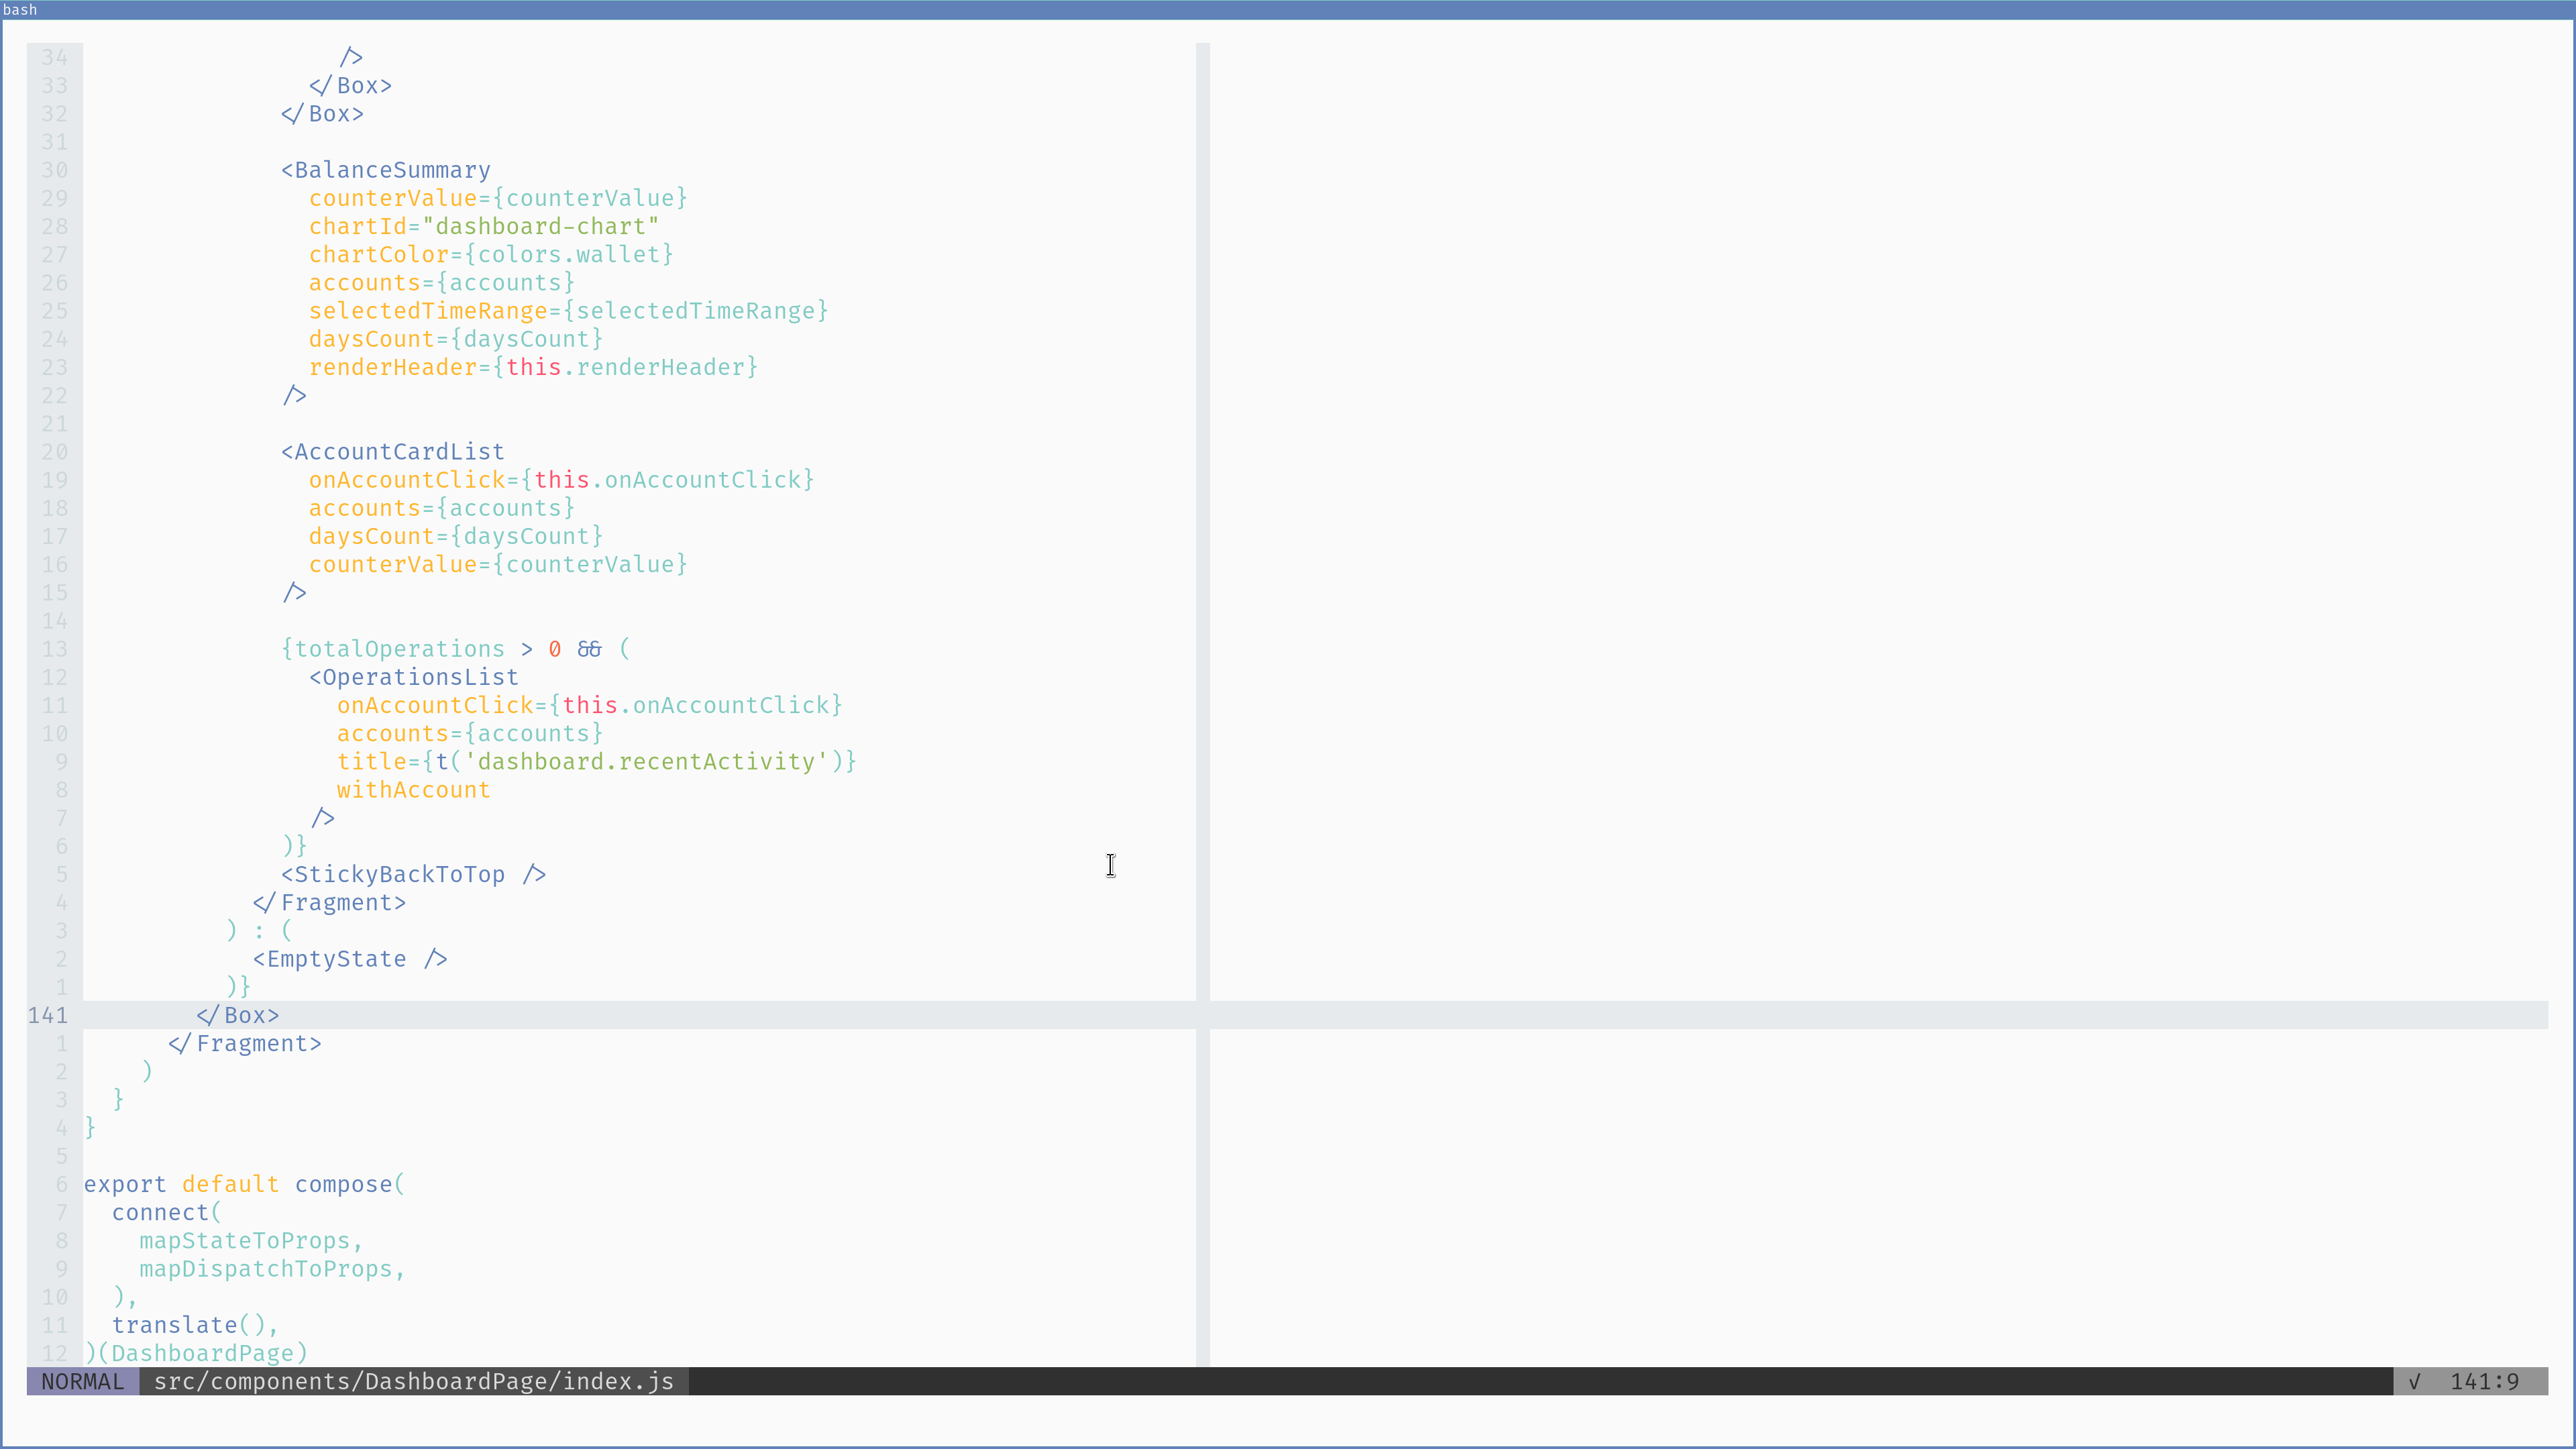 bash
34                   />
33                 </Box>
32               </Box>
31
30               <BalanceSummary
29                 counterValue={counterValue}
28                 chartId="dashboard-chart"
27                 chartColor={colors.wallet}
26                 accounts={accounts}
25                 selectedTimeRange={selectedTimeRange}
24                 daysCount={daysCount}
23                 renderHeader={this.renderHeader}
22               />
21
20               <AccountCardList
19                 onAccountClick={this.onAccountClick}
18                 accounts={accounts}
17                 daysCount={daysCount}
16                 counterValue={counterValue}
15               />
14
13               {totalOperations > 0 && (
12                 <OperationsList
11                   onAccountClick={this.onAccountClick}
10                   accounts={accounts}
9                   title={t('dashboard.recentActivity')}
8                   withAccount
7                 />
6               )}
5               <StickyBackToTop />
4             </Fragment>
3           ) : (
2             <EmptyState />
1           )}
141         </Box>
1       </Fragment>
2     )
3   }
4 }
5
6 export default compose(
7   connect(
8     mapStateToProps,
9     mapDispatchToProps,
10   ),
11   translate(),
12 )(DashboardPage)
NORMAL src/components/DashboardPage/index.js √ 141:9